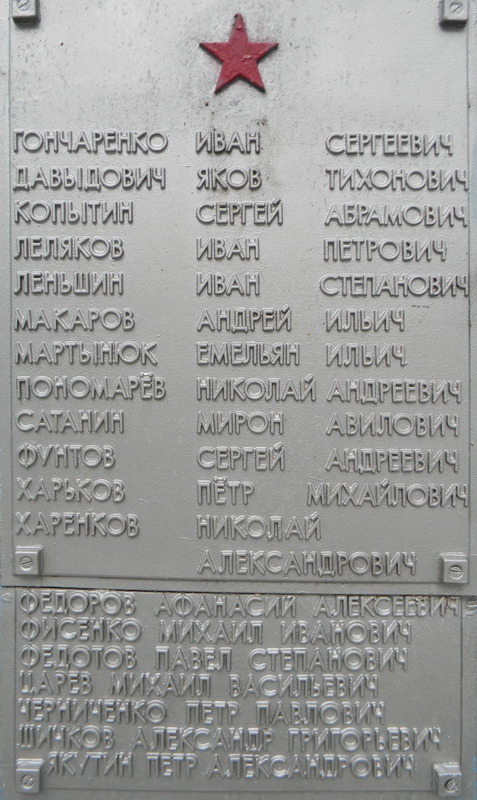 ГОНЧАРЕНКО ИВАН СЕРГЕЕВИЧ
ДАВЫДОВИЧ ЯКОВ ТИХОНОВИЧ
КОПЫТИН СЕРГЕЙ АБРАМОВИЧ
ЛЕЛЯКОВ ИВАН ПЕТРОВИЧ
ЛЕНЬШИН ИВАН СТЕПАНОВИЧ
МАКАРОВ АНДРЕЙ ИЛЬИЧ
МАРТЫНЮК ЕМЕЛЬЯН ИЛЬИЧ
ПОНОМАРЁВ НИКОЛАЙ АНДРЕЕВИЧ
САТАНИН МИРОН АВИЛОВИЧ
ФУНТОВ СЕРГЕЙ АНДРЕЕВИЧ
ХАРЬКОВ ПЁТР МИХАЙЛОВИЧ
ХАРЕНКОВ НИКОЛАЙ
АЛЕКСАНДРОВИЧ
ФЕДОРОВ АФАНАСИЙ АЛЕКСЕЕВИЧ
ФИСЕНКО МИХАИЛ ИВАНОВИЧ
ФЕДОТОВ ПАВЕЛ СТЕПАНОВИЧ
ЦАРЕВ МИХАИЛ ВАСИЛЬЕВИЧ
ЧЕРНИЧЕНКО ПЕТР ПАВЛОВИЧ
ШИНКОВ АЛЕКСАНДР ГРИГОРЬЕВИЧ
ЯКУТИН ПЕТР АЛЕКСАНДРОВИЧ